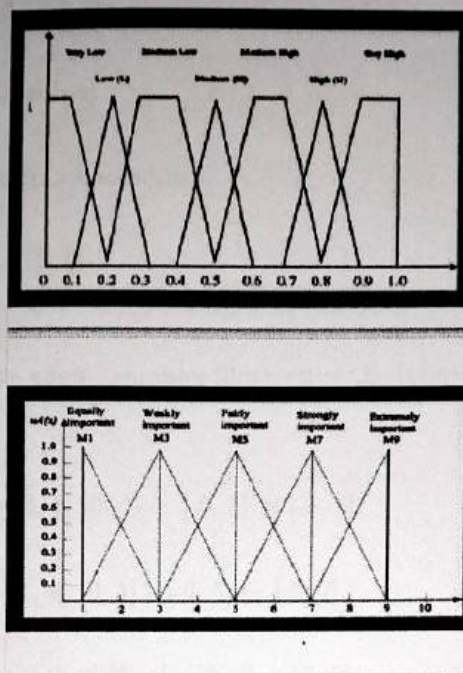 Very Low Medium Low Medium High Very High
Low (L) Medium (M) High (H)
1
0 0.1 0.2 0.3 0.4 0.5 0.6 0.7 0.8 0.9 1.0
Equally Weakly Fairly Strongly Extremely
important important important important important
M1 M3 M5 M7 M9
1.0
0.9
0.8
0.7
0.6
0.5
0.4
0.3
0.2
0.1
1 2 3 4 5 6 7 8 9 10